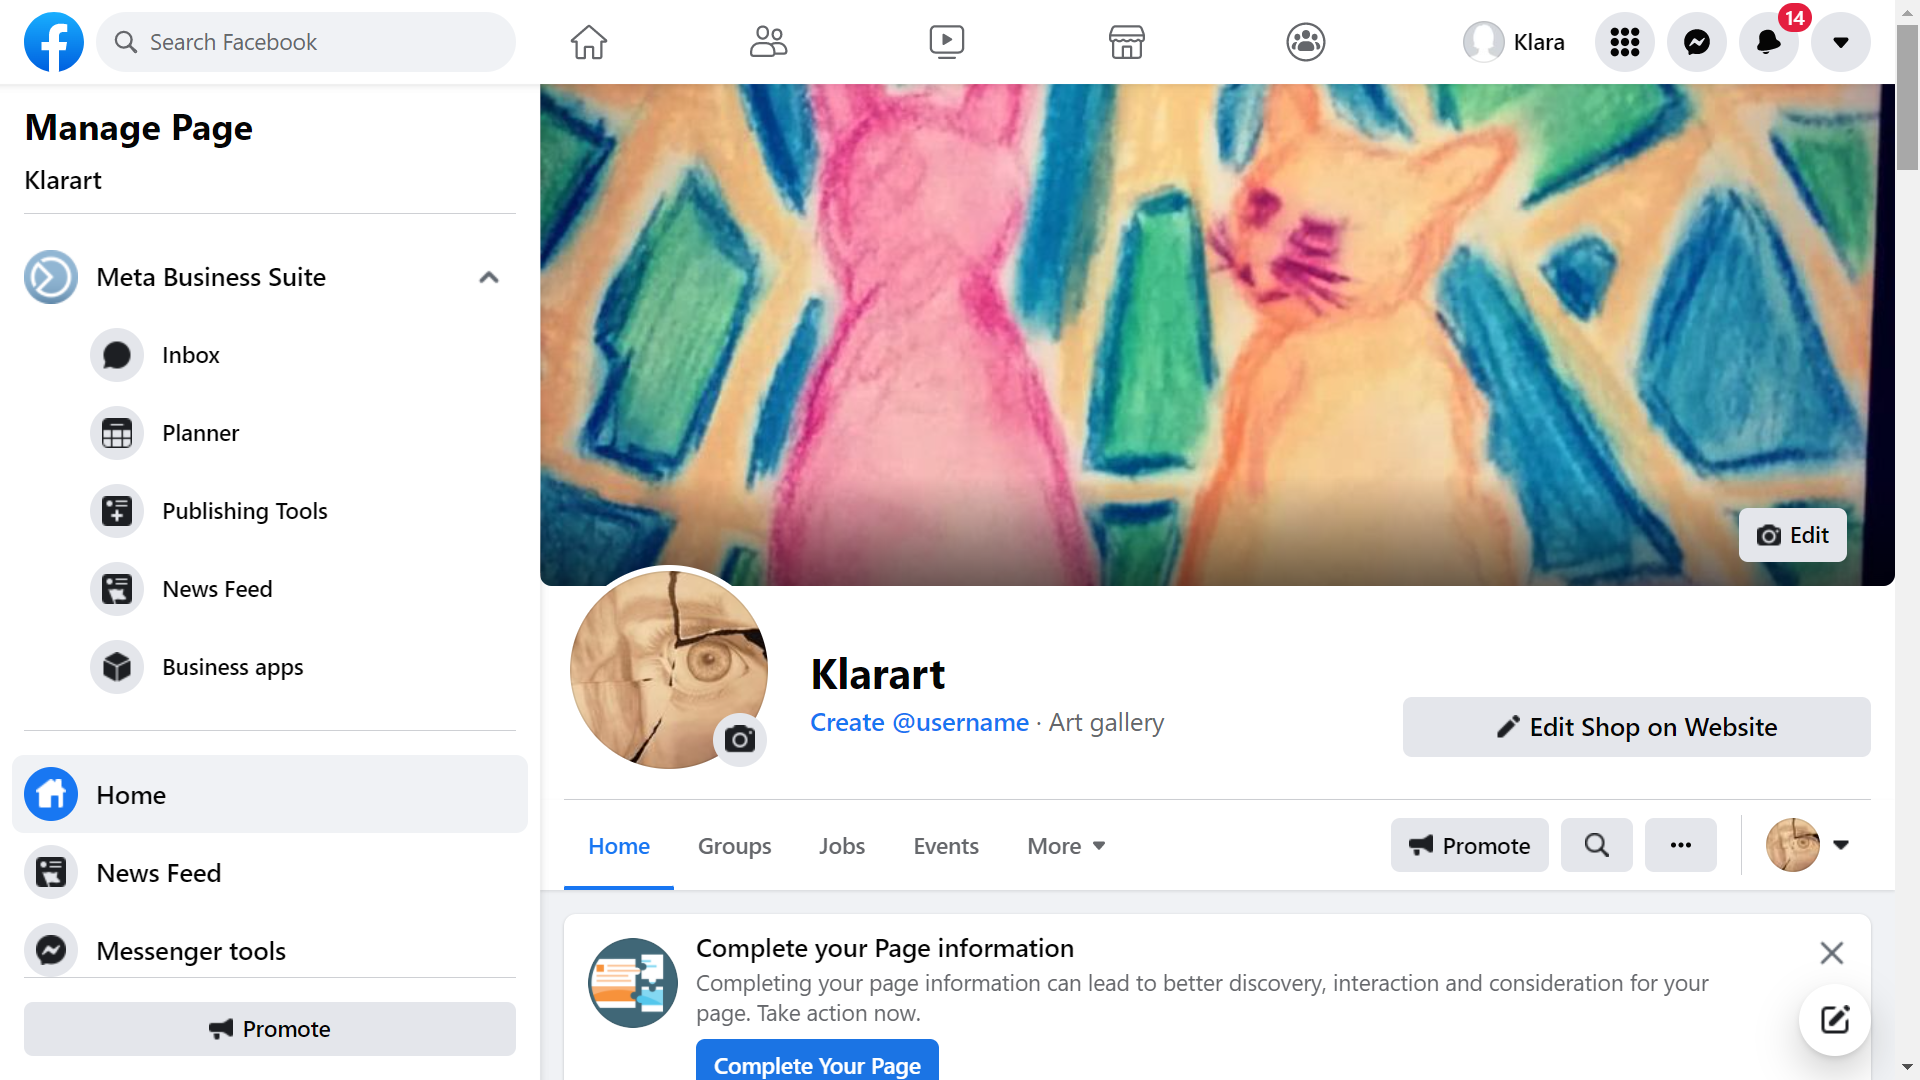 Search Facebook
Klara
14
Manage Page
Klarart
Meta Business Suite
Inbox
Planner
Publishing Tools
News Feed
Business apps
Home
News Feed
Messenger tools
Promote
Edit
Klarart
Create @username · Art gallery
Edit Shop on Website
Home Groups Jobs Events More Promote
Complete your Page information
Completing your page information can lead to better discovery, interaction and consideration for your
page. Take action now.
Complete Your Page